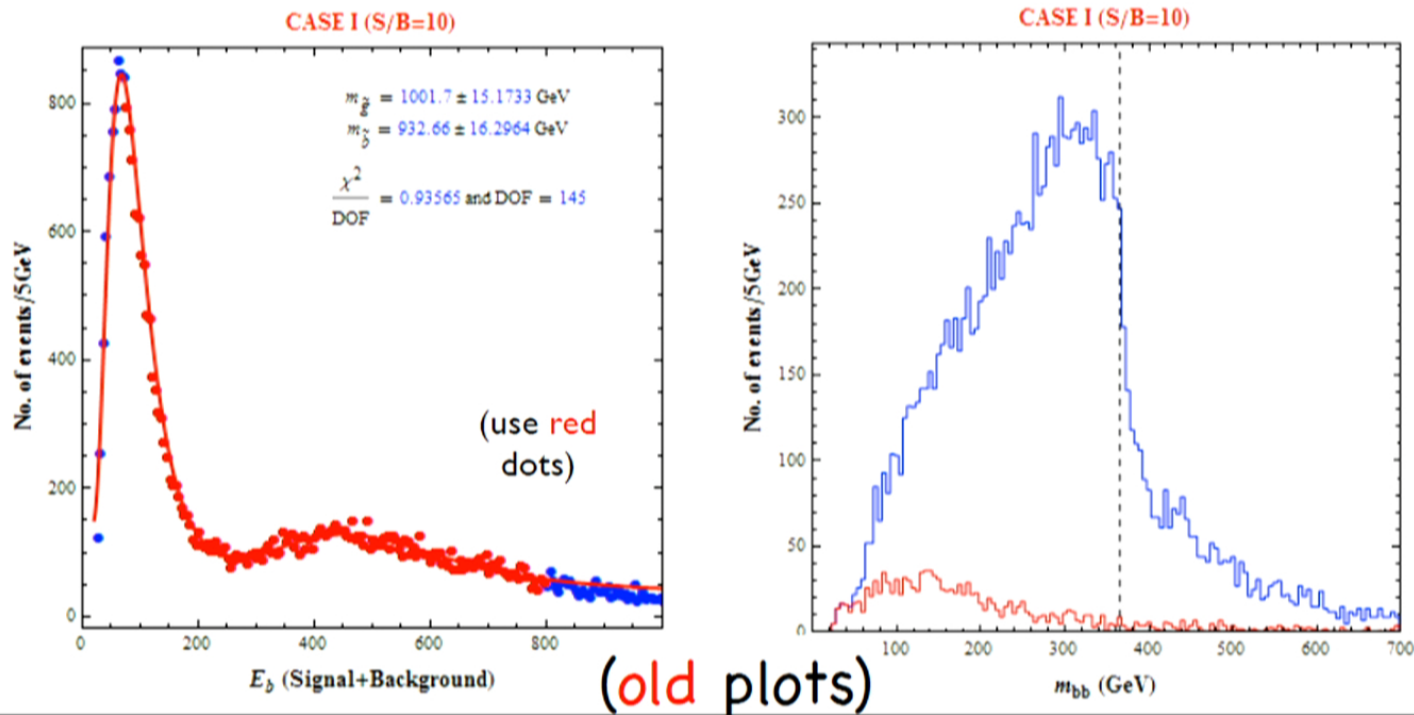 CASE I (S/B=10)
800
600
400
200
0
No. of events/5GeV
m_g̃ = 1001.7 ± 15.1733 GeV
m_b̃ = 932.66 ± 16.2964 GeV
χ²
DOF
= 0.93565 and DOF = 145
(use red
dots)
0 200 400 600 800
E_b (Signal+Background)
CASE I (S/B=10)
300
250
200
150
100
50
0
No. of events/5GeV
100 200 300 400 500 600 700
m_bb (GeV)
(old plots)